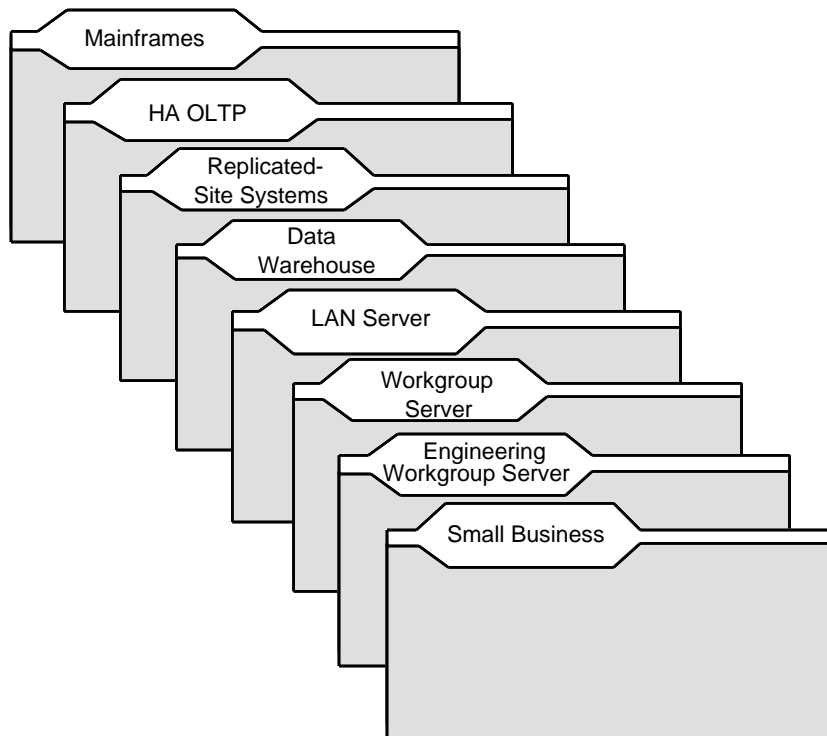 Mainframes
HA OLTP
Replicated-
Site Systems
Data
Warehouse
LAN Server
Workgroup
Server
Engineering
Workgroup Server
Small Business